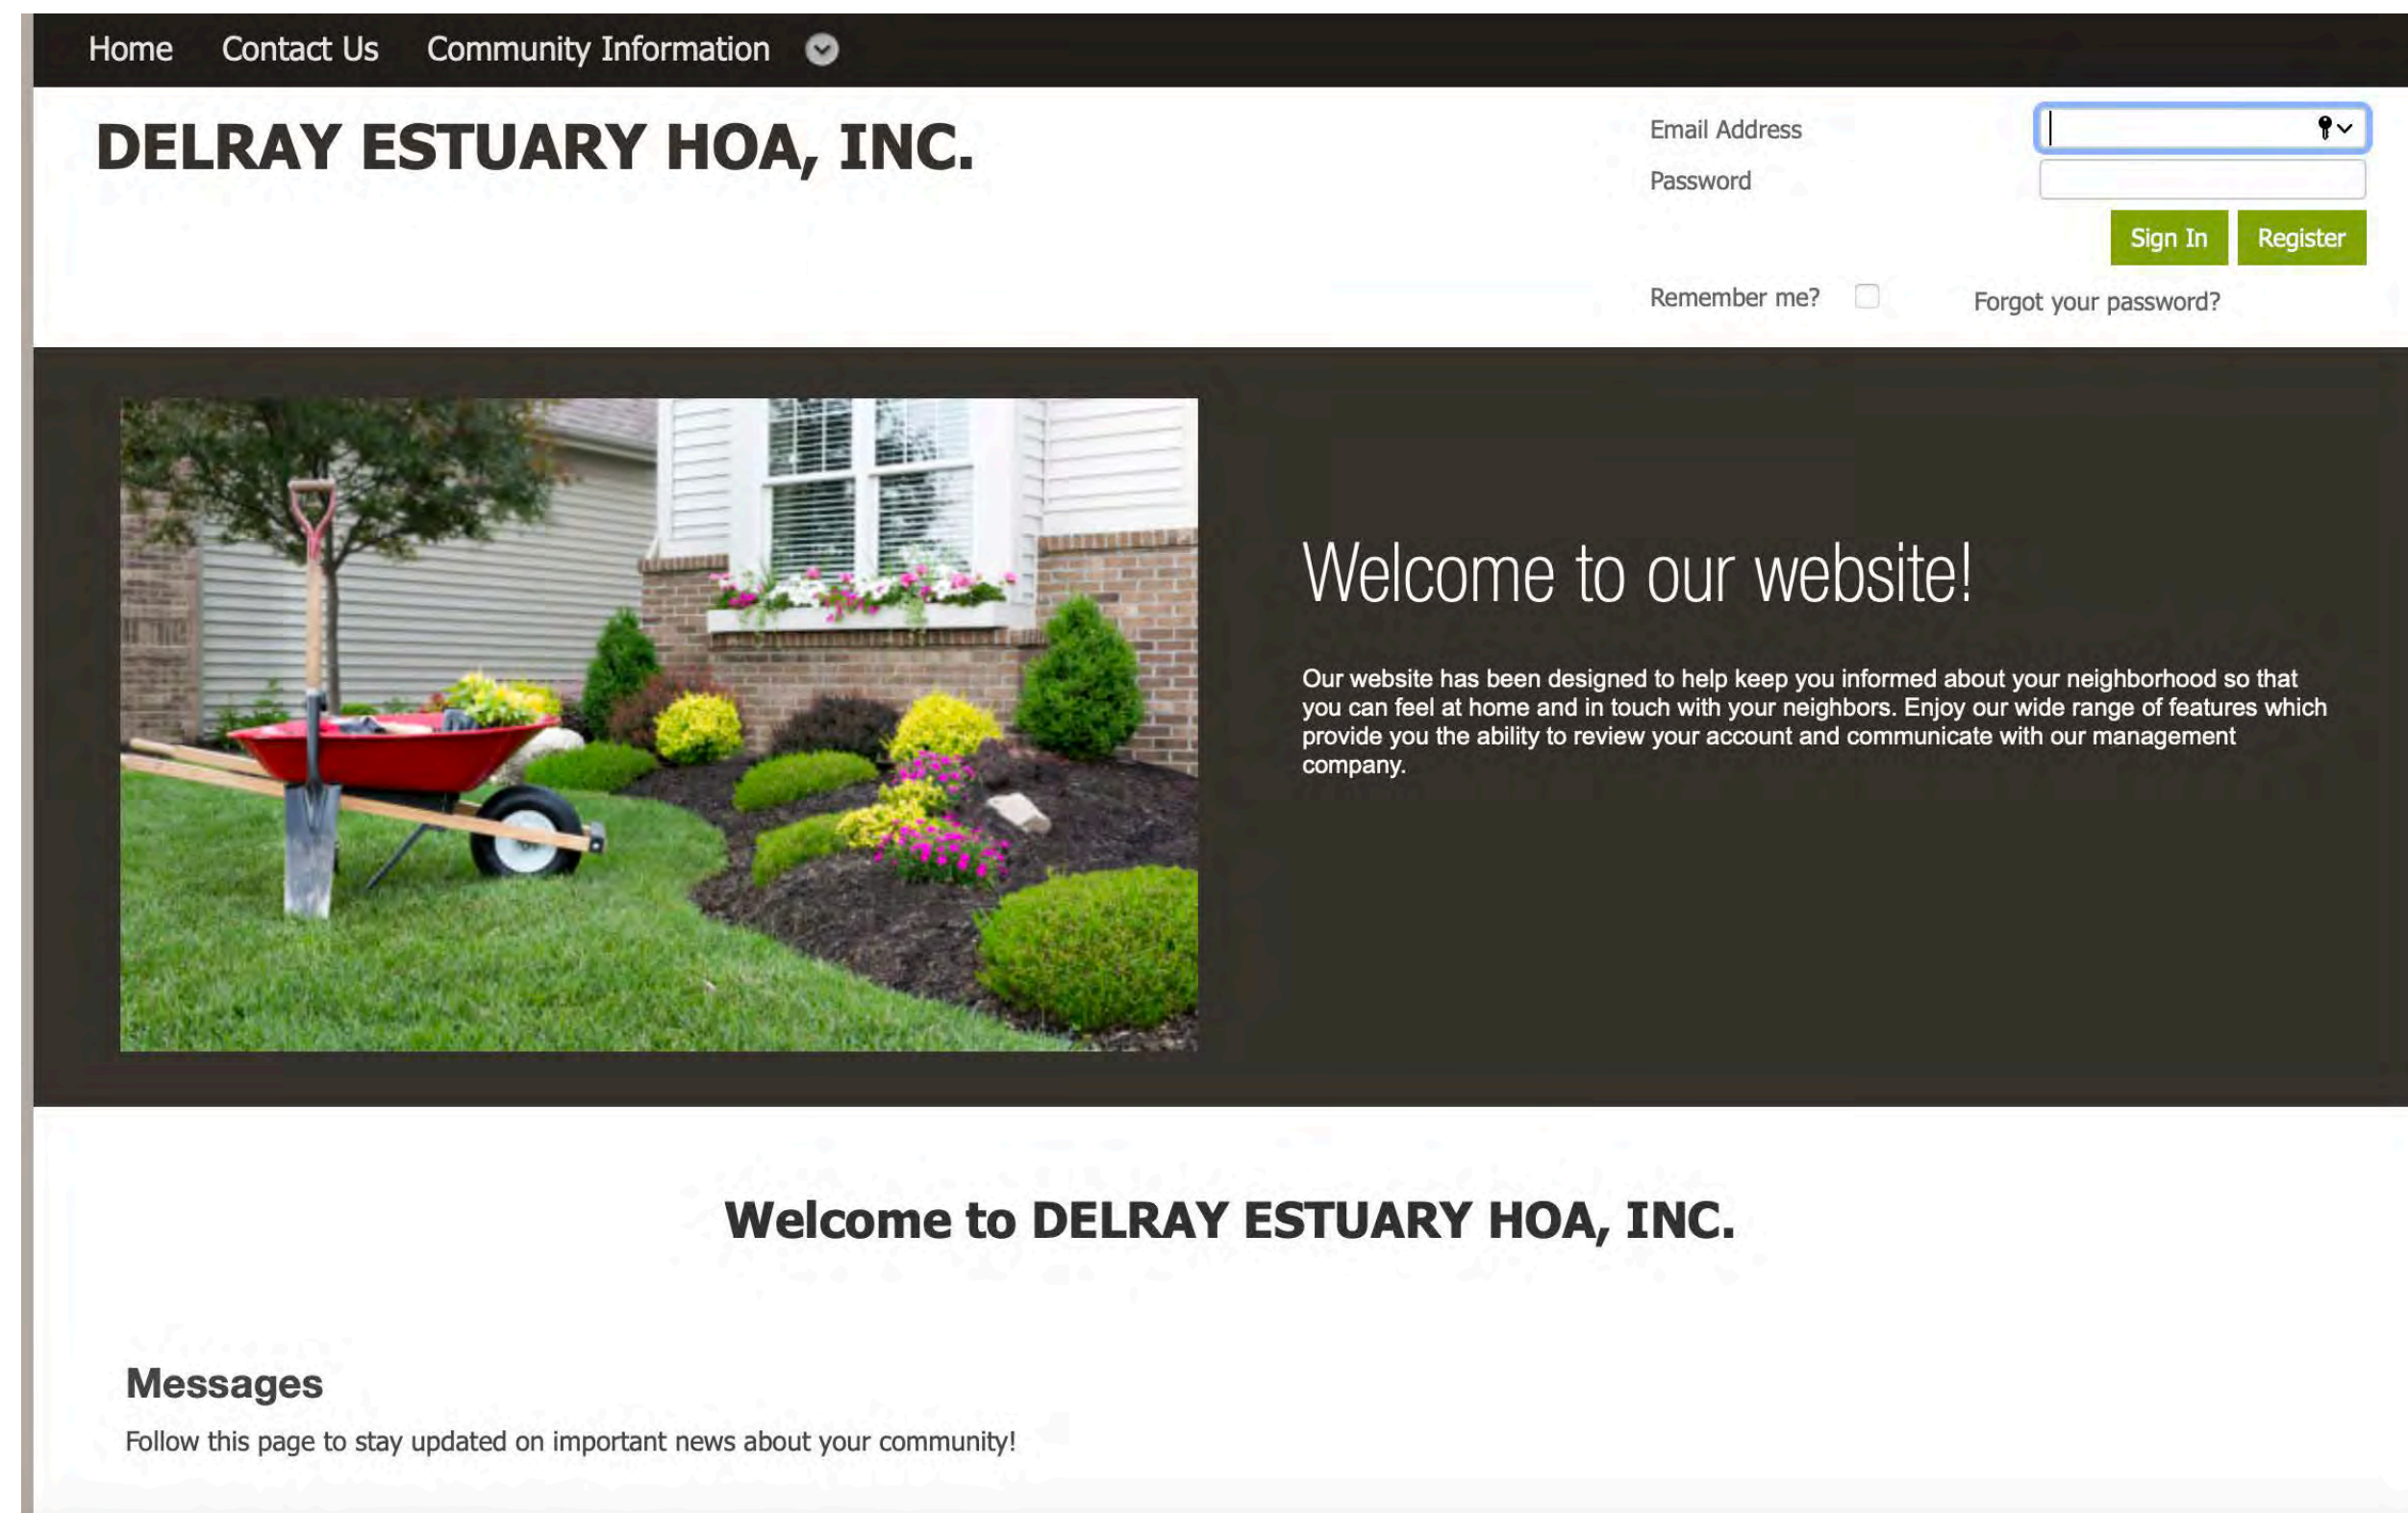 Home Contact Us Community Information
DELRAY ESTUARY HOA, INC.
Email Address
Password
Sign In Register
Remember me? Forgot your password?
Welcome to our website!
Our website has been designed to help keep you informed about your neighborhood so that
you can feel at home and in touch with your neighbors. Enjoy our wide range of features which
provide you the ability to review your account and communicate with our management
company.
Welcome to DELRAY ESTUARY HOA, INC.
Messages
Follow this page to stay updated on important news about your community!